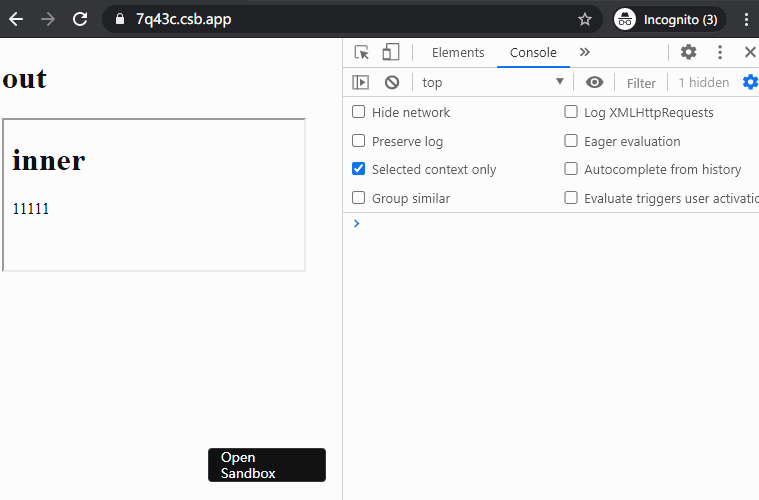 7q43c.csb.app
Incognito (3)
out
inner
11111
Open
Sandbox
Elements
Console
top
Filter
1 hidden
Hide network
Log XMLHttpRequests
Preserve log
Eager evaluation
Selected context only
Autocomplete from history
Group similar
Evaluate triggers user activatio